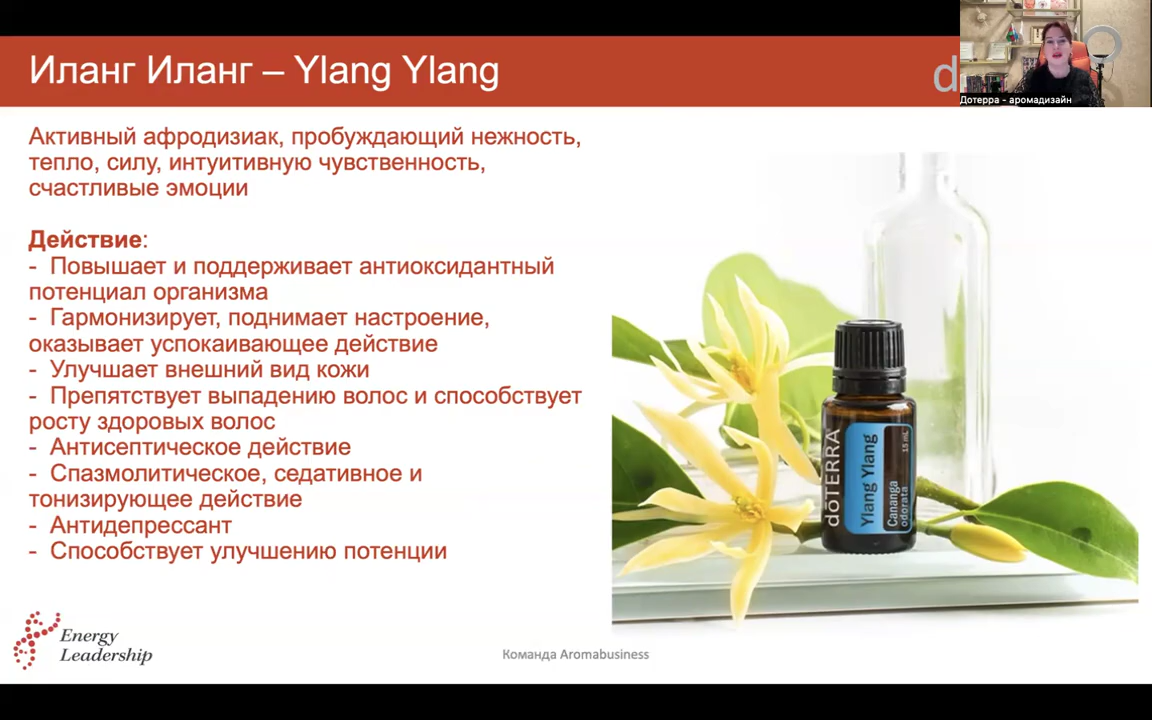 Иланг Иланг – Ylang Ylang
d
Дотерра - аромадизайн
Активный афродизиак, пробуждающий нежность,
тепло, силу, интуитивную чувственность,
счастливые эмоции
Действие:
- Повышает и поддерживает антиоксидантный
потенциал организма
- Гармонизирует, поднимает настроение,
оказывает успокаивающее действие
- Улучшает внешний вид кожи
- Препятствует выпадению волос и способствует
росту здоровых волос
- Антисептическое действие
- Спазмолитическое, седативное и
тонизирующее действие
- Антидепрессант
- Способствует улучшению потенции
dōTERRA
Ylang Ylang
Cananga
odorata
15 mL
Energy
Leadership
Команда Aromabusiness